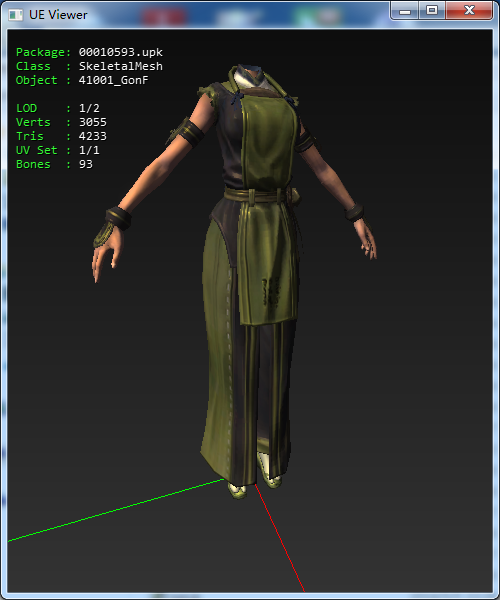 UE Viewer
Package: 00010593.upk
Class : SkeletalMesh
Object : 41001_GonF
LOD : 1/2
Verts : 3055
Tris : 4233
UV Set : 1/1
Bones : 93